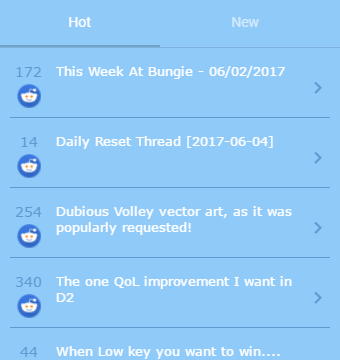 Hot
New
172
This Week At Bungie - 06/02/2017
14
Daily Reset Thread [2017-06-04]
254
Dubious Volley vector art, as it was
popularly requested!
340
The one QoL improvement I want in
D2
44
When Low key you want to win....